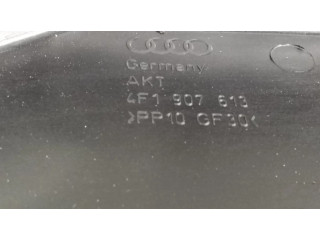 Germany
AKT
4F1 907 613
>PP10 GF30<